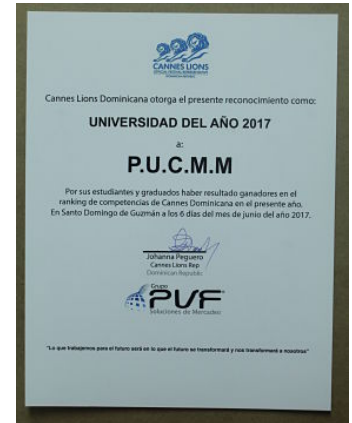 CANNES LIONS
Cannes Lions Dominicana otorga el presente reconocimiento como:
UNIVERSIDAD DEL AÑO 2017
a:
P.U.C.M.M
Por sus estudiantes y graduados haber resultado ganadores en el
ranking de competencias de Cannes Dominicana en el presente año.
En Santo Domingo de Guzmán a los 6 días del mes de junio del año 2017.
Johanna Peguero
Cannes Lions Rep.
Dominican Republic
Grupo
PVF
Soluciones de Mercadeo
"Lo que trabajemos para el futuro será en lo que el futuro se transformará y nos transformará a nosotros"